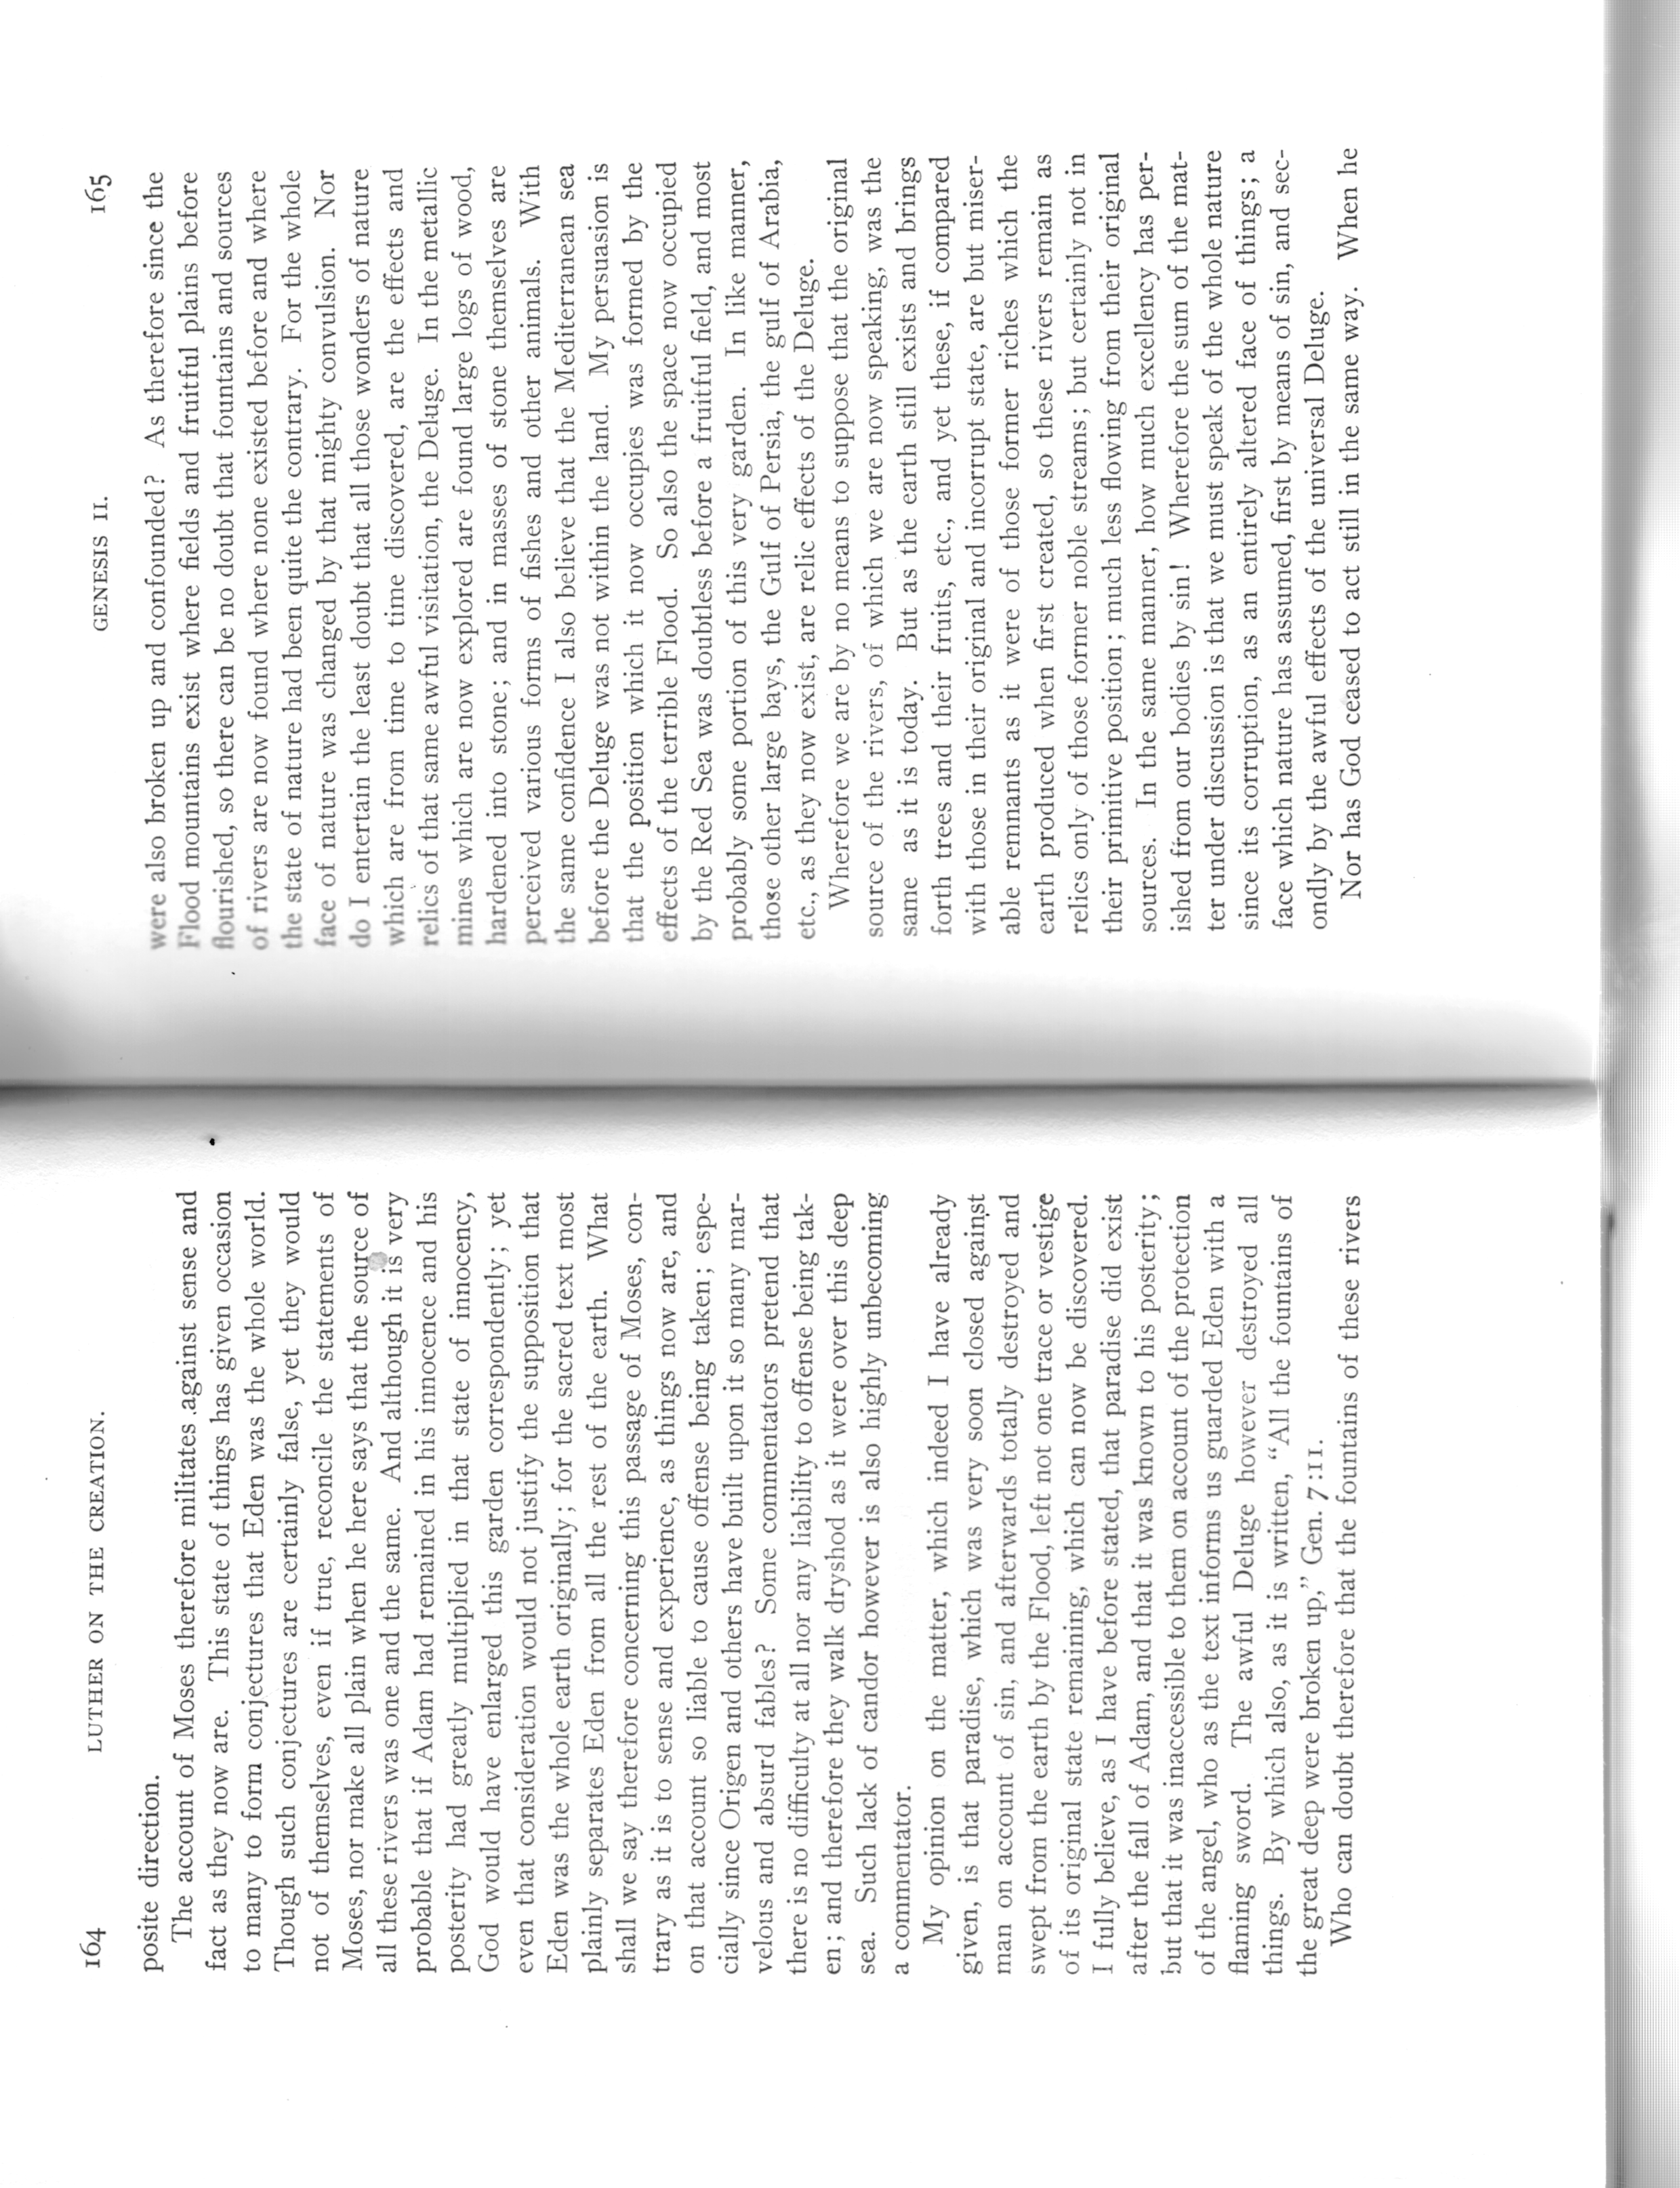 164 LUTHER ON THE CREATION.
posite direction.
The account of Moses therefore militates against sense and
fact as they now are. This state of things has given occasion
to many to form conjectures that Eden was the whole world.
Though such conjectures are certainly false, yet they would
not of themselves, even if true, reconcile the statements of
Moses, nor make all plain when he here says that the source of
all these rivers was one and the same. And although it is very
probable that if Adam had remained in his innocence and his
posterity had greatly multiplied in that state of innocency,
God would have enlarged this garden correspondently; yet
even that consideration would not justify the supposition that
Eden was the whole earth originally; for the sacred text most
plainly separates Eden from all the rest of the earth. What
shall we say therefore concerning this passage of Moses, con-
trary as it is to sense and experience, as things now are, and
on that account so liable to cause offense being taken; espe-
cially since Origen and others have built upon it so many mar-
velous and absurd fables? Some commentators pretend that
there is no difficulty at all nor any liability to offense being tak-
en; and therefore they walk dryshod as it were over this deep
sea. Such lack of candor however is also highly unbecoming
a commentator.
My opinion on the matter, which indeed I have already
given, is that paradise, which was very soon closed against
man on account of sin, and afterwards totally destroyed and
swept from the earth by the Flood, left not one trace or vestige
of its original state remaining, which can now be discovered.
I fully believe, as I have before stated, that paradise did exist
after the fall of Adam, and that it was known to his posterity;
but that it was inaccessible to them on account of the protection
of the angel, who as the text informs us guarded Eden with a
flaming sword. The awful Deluge however destroyed all
things. By which also, as it is written, "All the fountains of
the great deep were broken up," Gen. 7:11.
Who can doubt therefore that the fountains of these rivers
GENESIS II. 165
were also broken up and confounded? As therefore since the
Flood mountains exist where fields and fruitful plains before
flourished, so there can be no doubt that fountains and sources
of rivers are now found where none existed before and where
the state of nature had been quite the contrary. For the whole
face of nature was changed by that mighty convulsion. Nor
do I entertain the least doubt that all those wonders of nature
which are from time to time discovered, are the effects and
relics of that same awful visitation, the Deluge. In the metallic
mines which are now explored are found large logs of wood,
hardened into stone; and in masses of stone themselves are
perceived various forms of fishes and other animals. With
the same confidence I also believe that the Mediterranean sea
before the Deluge was not within the land. My persuasion is
that the position which it now occupies was formed by the
effects of the terrible Flood. So also the space now occupied
by the Red Sea was doubtless before a fruitful field, and most
probably some portion of this very garden. In like manner,
those other large bays, the Gulf of Persia, the gulf of Arabia,
etc., as they now exist, are relic effects of the Deluge.
Wherefore we are by no means to suppose that the original
source of the rivers, of which we are now speaking, was the
same as it is today. But as the earth still exists and brings
forth trees and their fruits, etc., and yet these, if compared
with those in their original and incorrupt state, are but miser-
able remnants as it were of those former riches which the
earth produced when first created, so these rivers remain as
relics only of those former noble streams; but certainly not in
their primitive position; much less flowing from their original
sources. In the same manner, how much excellency has per-
ished from our bodies by sin! Wherefore the sum of the mat-
ter under discussion is that we must speak of the whole nature
since its corruption, as an entirely altered face of things; a
face which nature has assumed, first by means of sin, and sec-
ondly by the awful effects of the universal Deluge.
Nor has God ceased to act still in the same way. When he